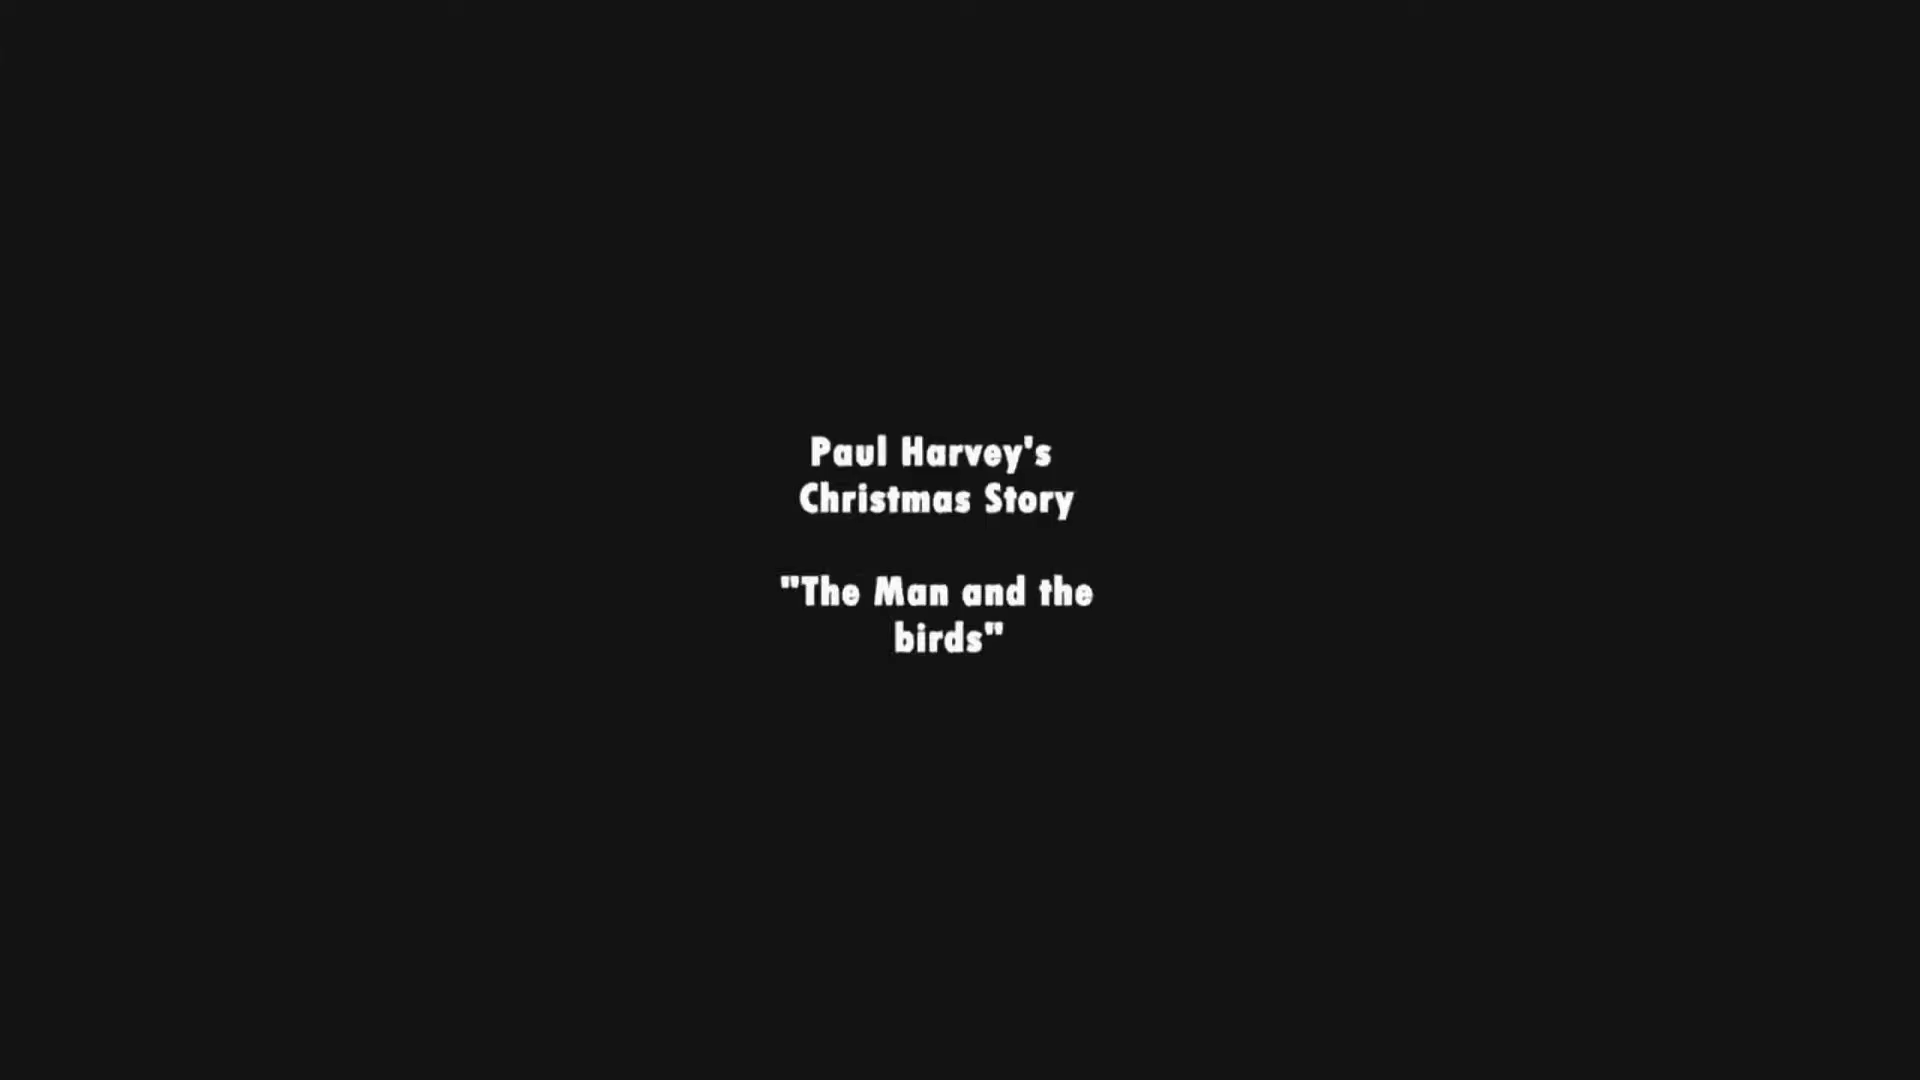 Paul Harvey's
Christmas Story
"The Man and the
birds"